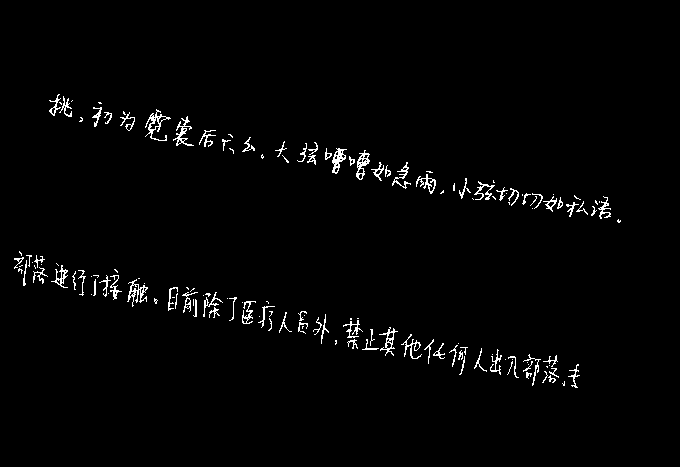 挑,初为霓裳后六么。大弦嘈嘈如急雨,小弦切切如私语。
部落进行了接触。目前除了医疗人员外,禁止其他任何人出入部落,